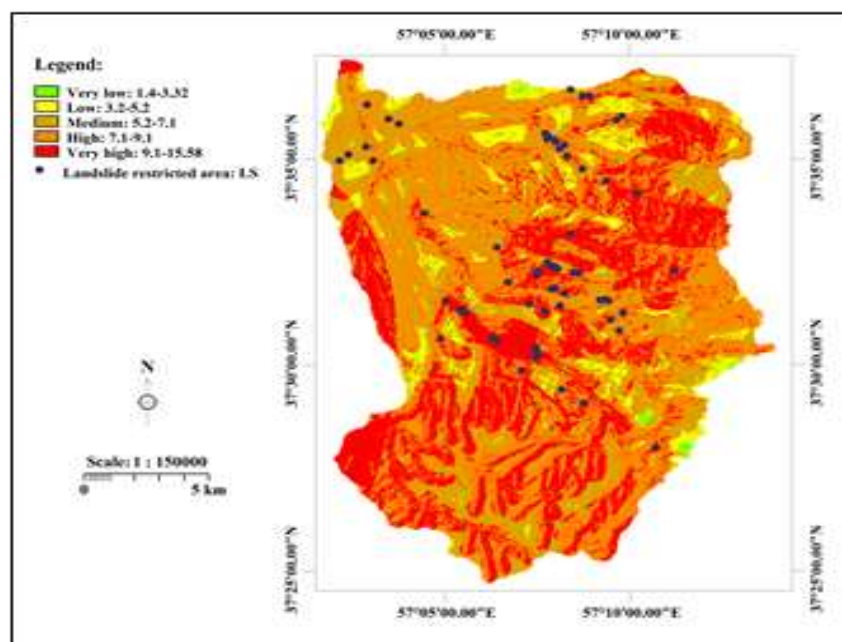 57°05'00.00"E 57°10'00.00"E
Legend:
Very low: 1.4-3.32
Low: 3.2-5.2
Medium: 5.2-7.1
High: 7.1-9.1
Very high: 9.1-15.58
Landslide restricted area: LS
37°35'00.00"N 37°35'00.00"N
37°30'00.00"N 37°30'00.00"N
N
Scale: 1 : 150000
0 5 km
37°25'00.00"N 37°25'00.00"N
57°05'00.00"E 57°10'00.00"E